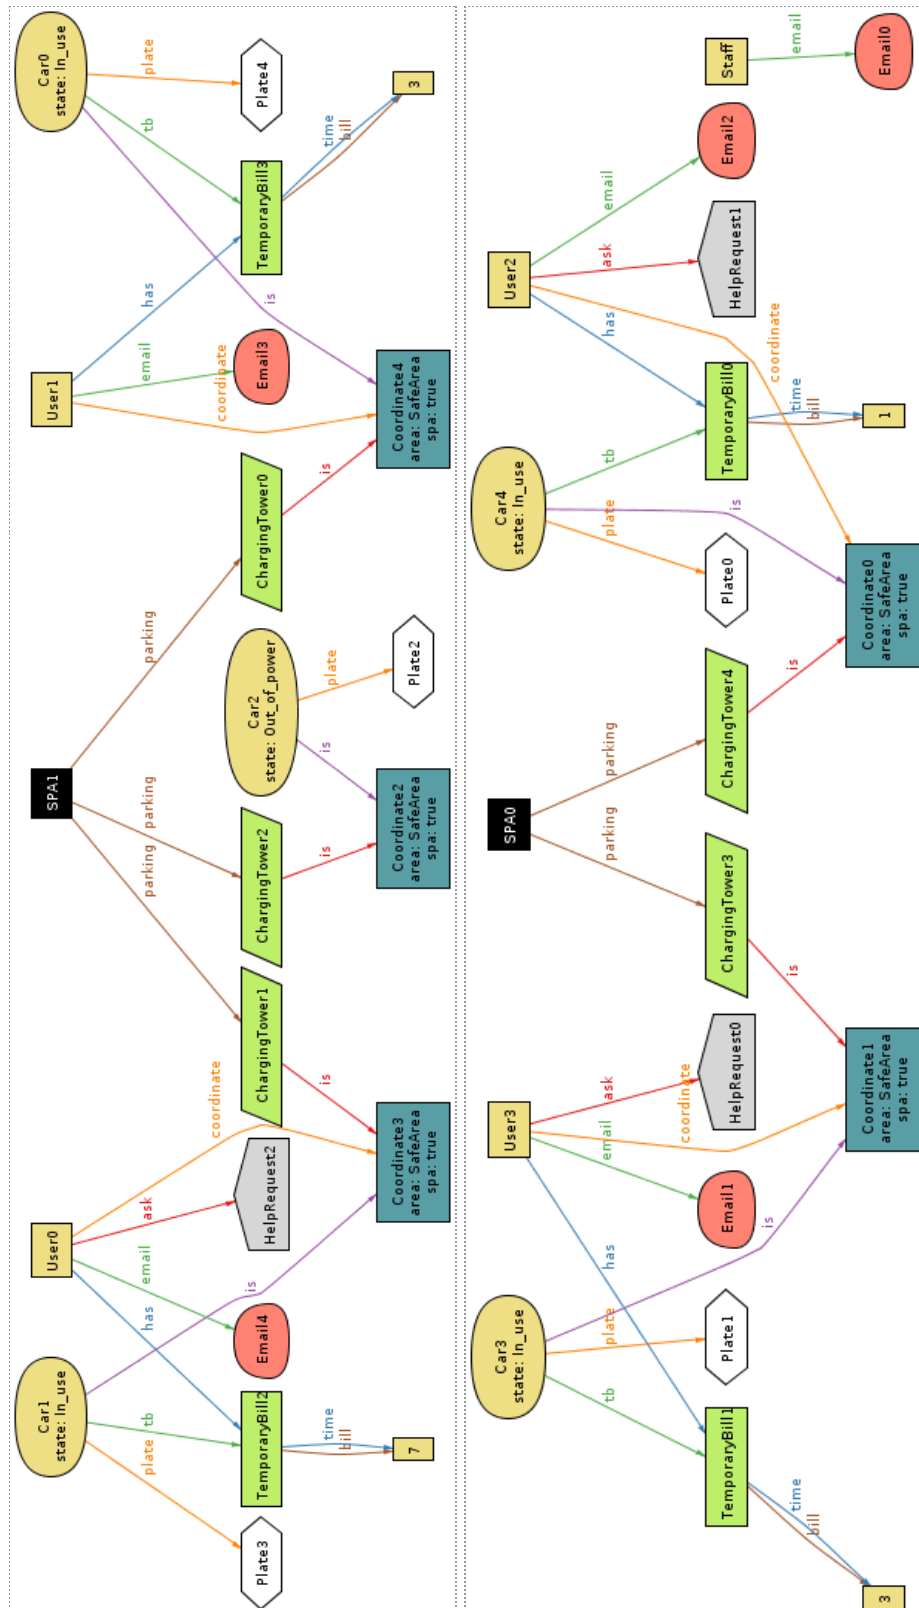 Car1
state: In_use
User0
SPA1
User1
Car0
state: In_use
plate
tb
has
email
ask
is
coordinate
parking
parking
parking
has
email
coordinate
is
tb
plate
Plate3
TemporaryBill2
Email4
HelpRequest2
ChargingTower1
ChargingTower2
Car2
state: Out_of_power
ChargingTower0
Email3
TemporaryBill3
Plate4
time
bill
is
is
is
plate
is
time
bill
7
Coordinate3
area: SafeArea
spa: true
Coordinate2
area: SafeArea
spa: true
Plate2
Coordinate4
area: SafeArea
spa: true
3
Car3
state: In_use
User3
SPA0
Car4
state: In_use
User2
Staff
tb
plate
has
is
email
ask
coordinate
parking
parking
plate
tb
is
has
coordinate
ask
email
email
TemporaryBill1
Plate1
Email1
HelpRequest0
ChargingTower3
ChargingTower4
Plate0
TemporaryBill0
HelpRequest1
Email2
Email0
time
bill
is
is
time
bill
3
Coordinate1
area: SafeArea
spa: true
Coordinate0
area: SafeArea
spa: true
1